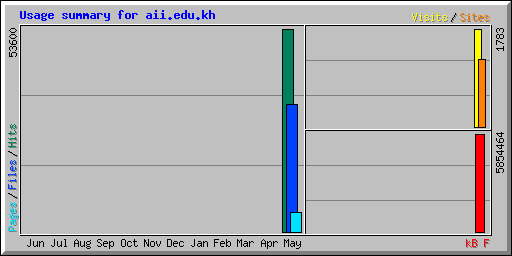 Usage summary for aii.edu.kh
Visits / Sites
53600
1783
Pages / Files / Hits
5854464
Jun Jul Aug Sep Oct Nov Dec Jan Feb Mar Apr May
kB F